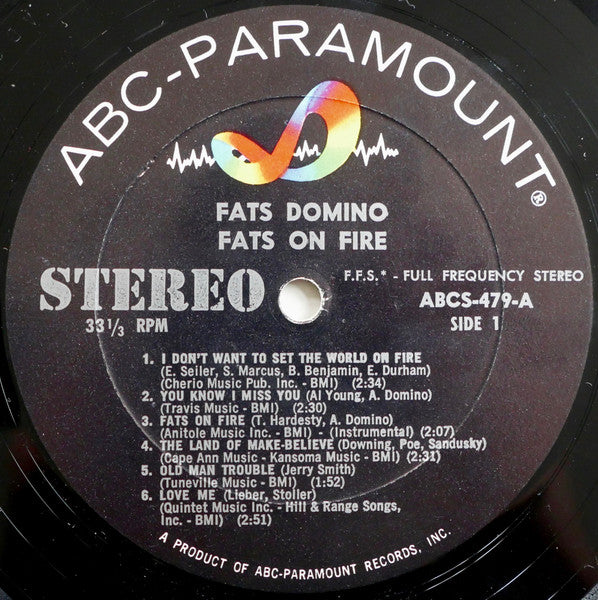 ABC-PARAMOUNT®
FATS DOMINO
FATS ON FIRE
STEREO
F.F.S.* - FULL FREQUENCY STEREO
33 1/3 RPM
ABCS-479-A
SIDE 1
1. I DON'T WANT TO SET THE WORLD ON FIRE
(E. Seiler, S. Marcus, B. Benjamin, E. Durham)
(Cherio Music Pub. Inc. - BMI) (2:34)
2. YOU KNOW I MISS YOU (Al Young, A. Domino)
(Travis Music - BMI) (2:30)
3. FATS ON FIRE (T. Hardesty, A. Domino)
(Anitole Music Inc. - BMI) - (Instrumental) (2:07)
4. THE LAND OF MAKE-BELIEVE (Downing, Poe, Sandusky)
(Cape Ann Music - Kansoma Music - BMI) (2:31)
5. OLD MAN TROUBLE (Jerry Smith)
(Tuneville Music - BMI) (1:52)
6. LOVE ME (Lieber, Stoller)
(Quintet Music Inc. - Hill & Range Songs,
Inc. - BMI) (2:51)
A PRODUCT OF ABC-PARAMOUNT RECORDS, INC.